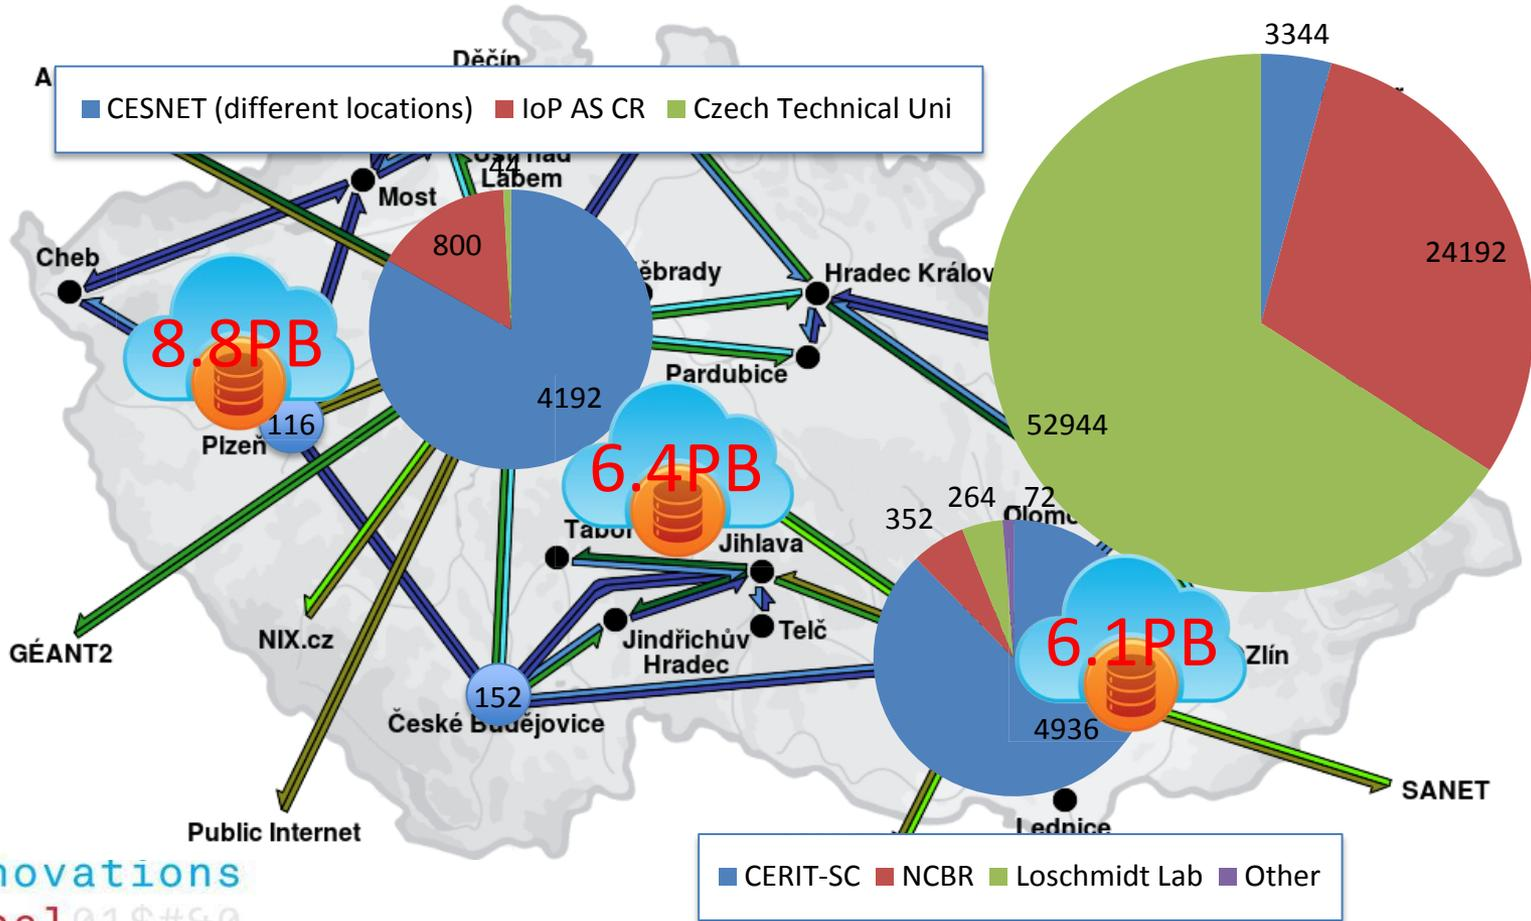 3344
Děčín
A
CESNET (different locations) IoP AS CR Czech Technical Uni
44
Ústí nad
Labem
Most
800
24192
Cheb
Hradec Králov
8.8PB
Pardubice
4192
116
52944
Plzeň
6.4PB
264 72
352
Jihlava
GÉANT2
NIX.cz
Telč
Jindřichův
Hradec
6.1PB
Zlín
152
České Budějovice
4936
SANET
Public Internet
Lednice
CERIT-SC NCBR Loschmidt Lab Other